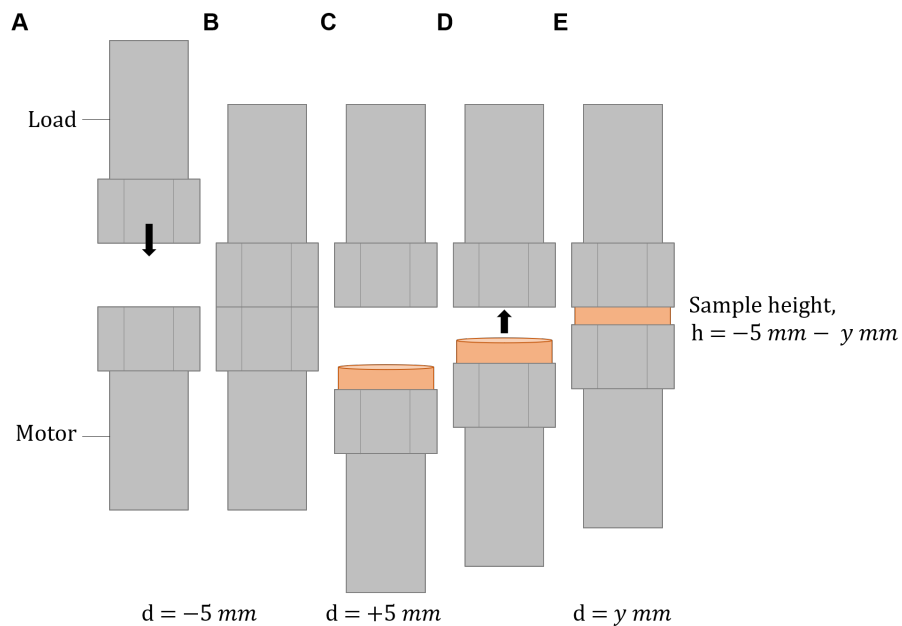 A B C D E
Load
Sample height,
h = −5 mm − y mm
Motor
d = −5 mm d = +5 mm d = y mm